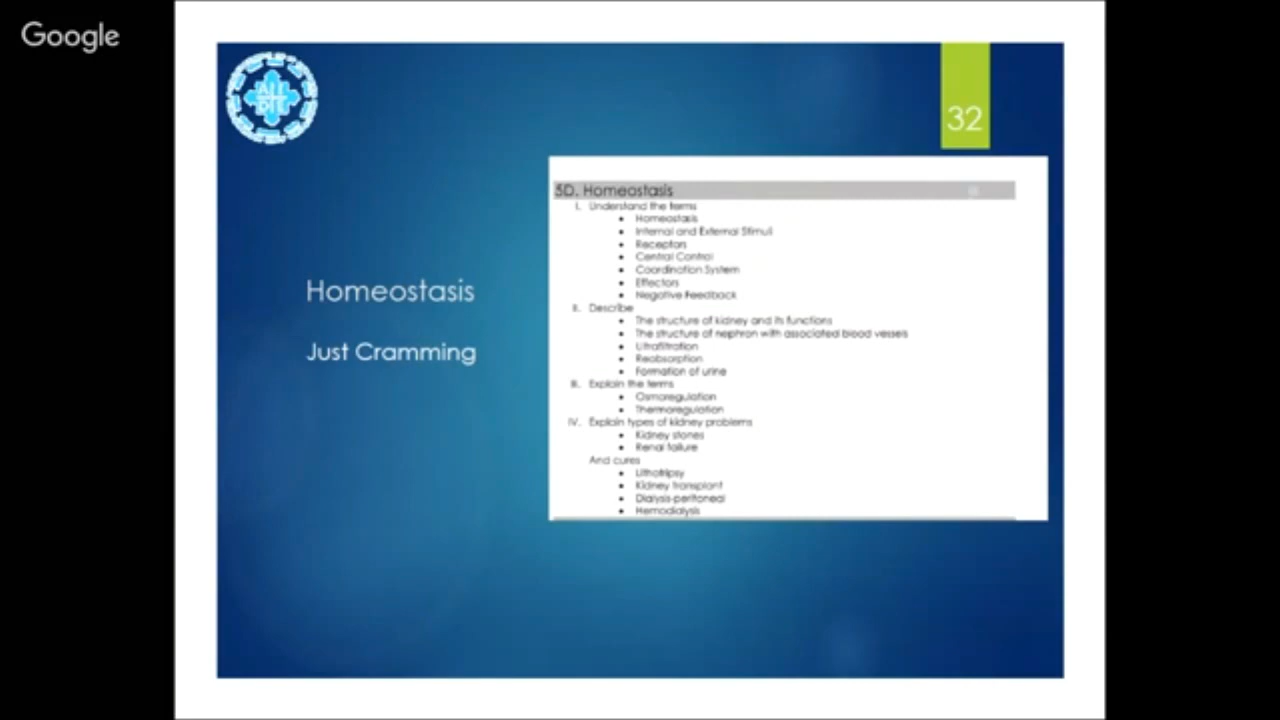 Google
32
Homeostasis
Just Cramming
5D. Homeostasis
I. Understand the terms
• Homeostasis
• Internal and External Stimuli
• Receptors
• Central Control
• Coordination System
• Effectors
• Negative Feedback
II. Describe
• The structure of kidney and its functions
• The structure of nephron with associated blood vessels
• Ultrafiltration
• Reabsorption
• Formation of urine
III. Explain the terms
• Osmoregulation
• Thermoregulation
IV. Explain types of kidney problems
• Kidney stones
• Renal failure
And cures
• Lithotripsy
• Kidney transplant
• Dialysis-peritoneal
• Hemodialysis